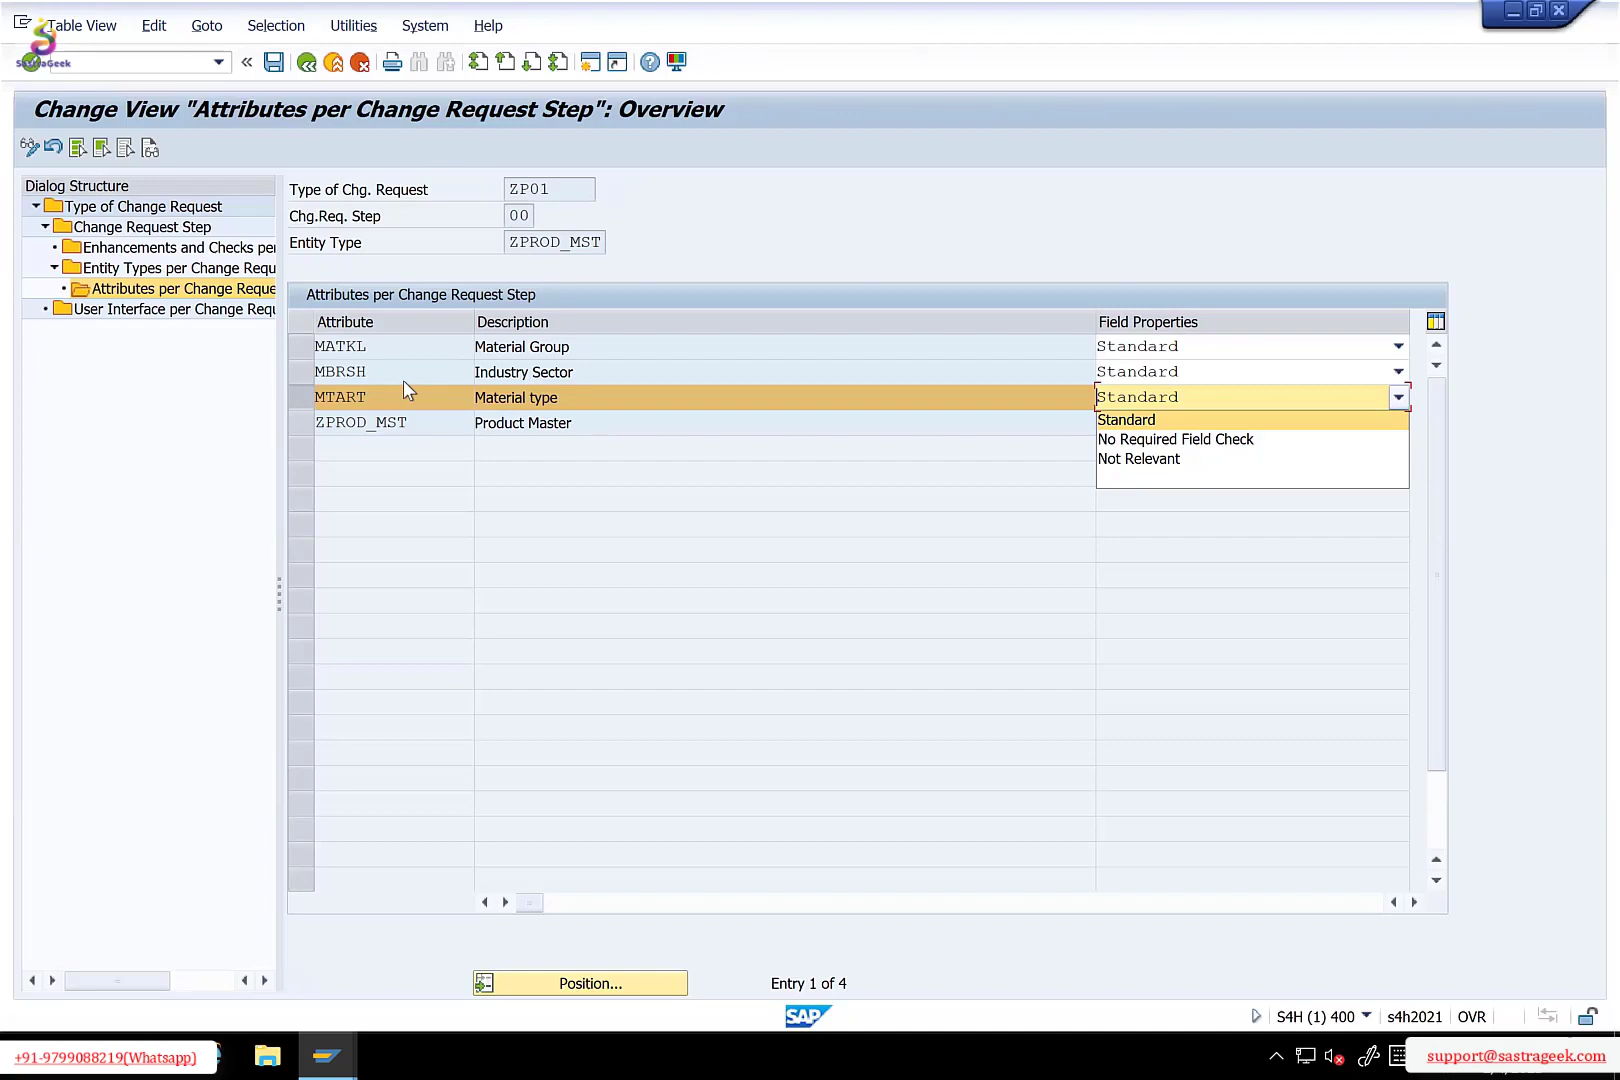 Table View Edit Goto Selection Utilities System Help
SastraGeek
Change View "Attributes per Change Request Step": Overview
Dialog Structure
Type of Change Request
Change Request Step
Enhancements and Checks per
Entity Types per Change Requ
Attributes per Change Reque
User Interface per Change Requ
Type of Chg. Request ZP01
Chg.Req. Step 00
Entity Type ZPROD_MST
Attributes per Change Request Step
Attribute Description Field Properties
MATKL Material Group Standard
MBRSH Industry Sector Standard
MTART Material type Standard
ZPROD_MST Product Master
Standard
No Required Field Check
Not Relevant
Position... Entry 1 of 4
SAP
S4H (1) 400 s4h2021 OVR
+91-9799088219(Whatsapp)
support@sastrageek.com